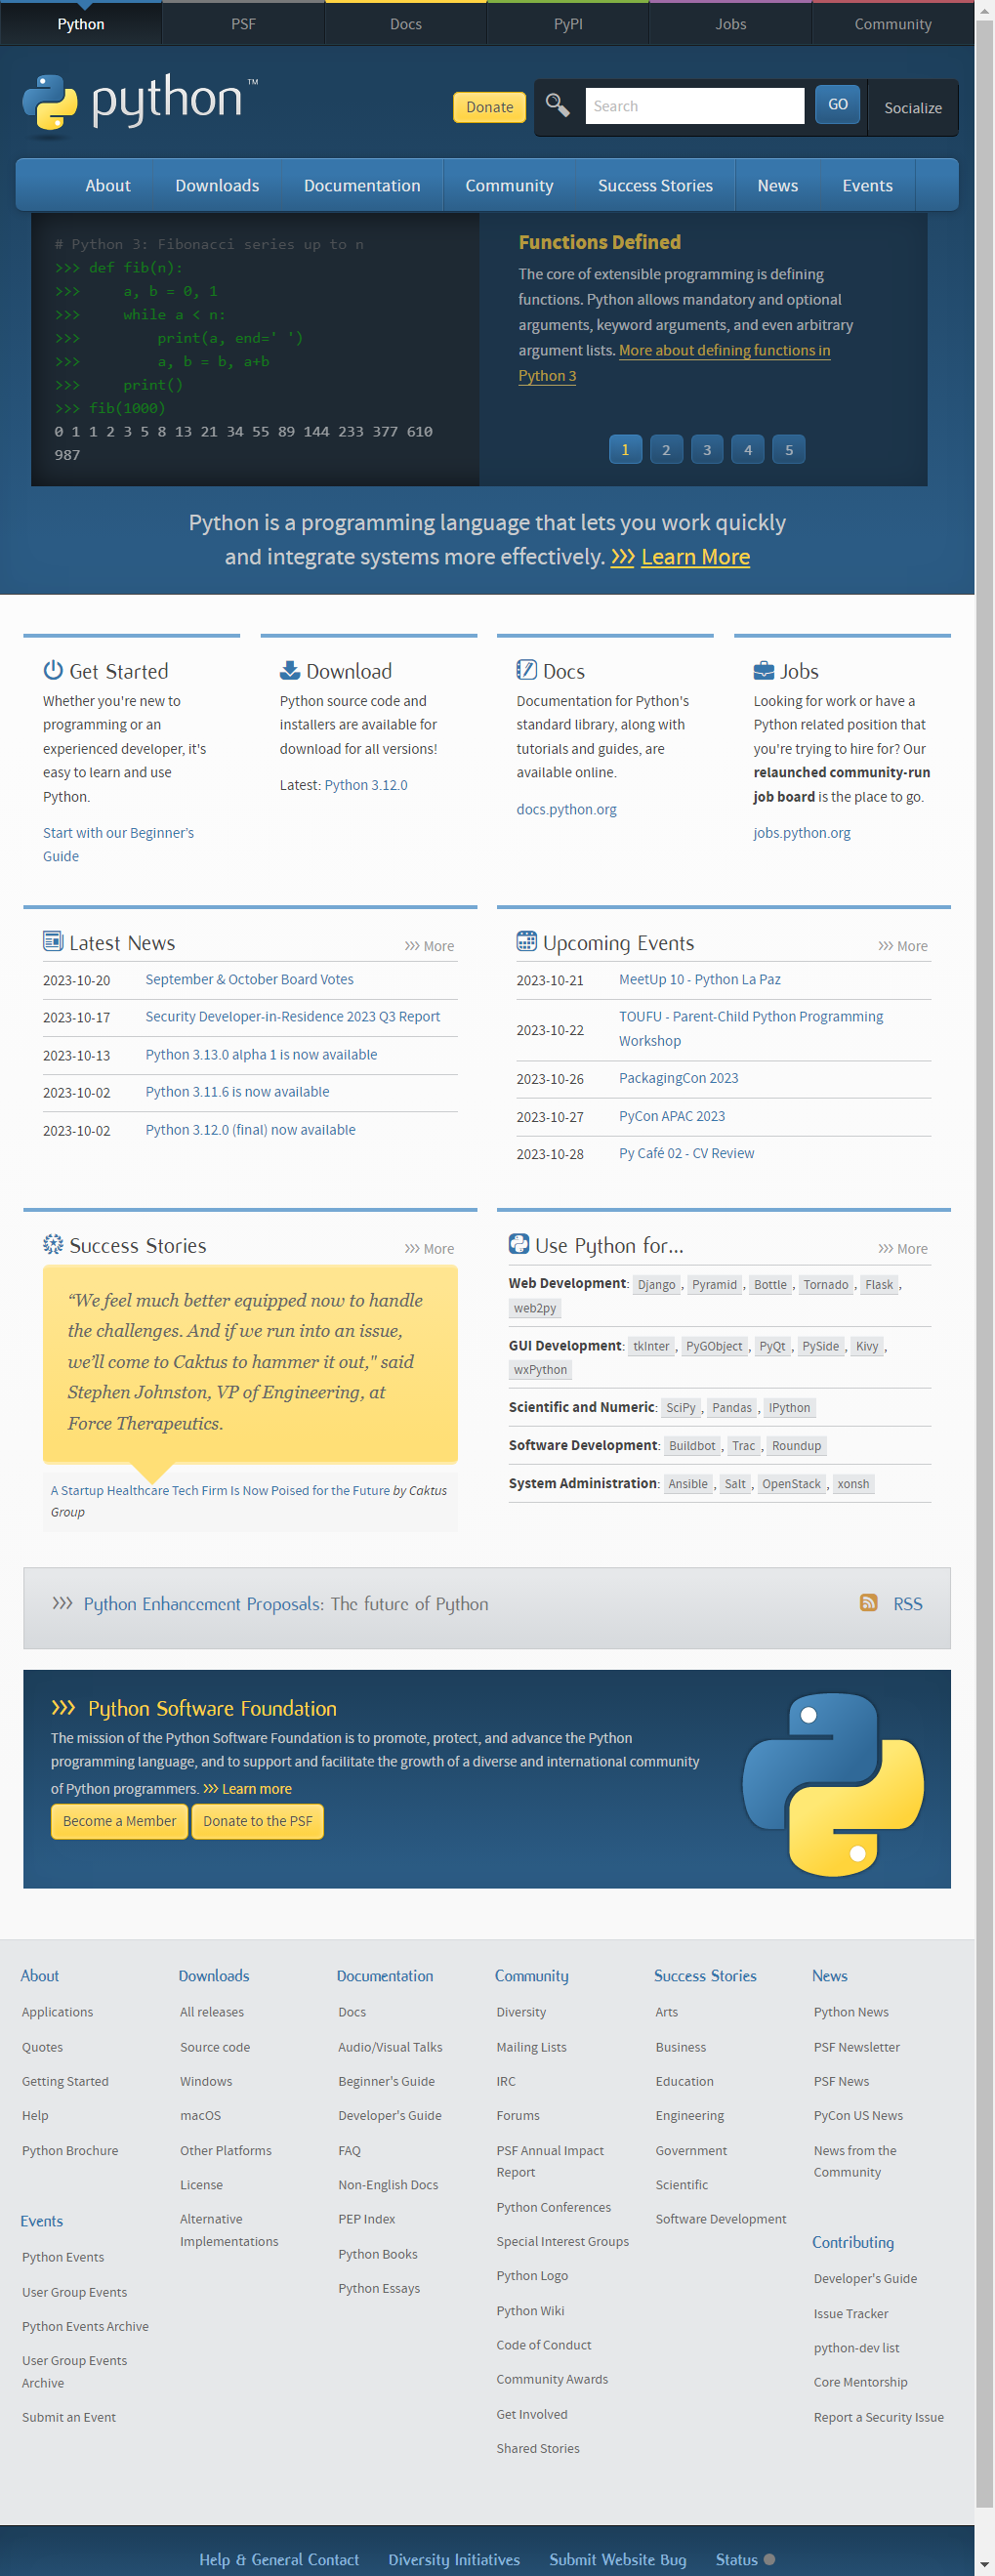 Python
PSF
Docs
PyPI
Jobs
Community
python™
Donate
Search
GO
Socialize
About
Downloads
Documentation
Community
Success Stories
News
Events
# Python 3: Fibonacci series up to n
>>> def fib(n):
>>>     a, b = 0, 1
>>>     while a < n:
>>>         print(a, end=' ')
>>>         a, b = b, a+b
>>>     print()
>>> fib(1000)
0 1 1 2 3 5 8 13 21 34 55 89 144 233 377 610
987
Functions Defined
The core of extensible programming is defining
functions. Python allows mandatory and optional
arguments, keyword arguments, and even arbitrary
argument lists. More about defining functions in
Python 3
1 2 3 4 5
Python is a programming language that lets you work quickly
and integrate systems more effectively. >>> Learn More
Get Started
Whether you're new to
programming or an
experienced developer, it's
easy to learn and use
Python.
Start with our Beginner's
Guide
Download
Python source code and
installers are available for
download for all versions!
Latest: Python 3.12.0
Docs
Documentation for Python's
standard library, along with
tutorials and guides, are
available online.
docs.python.org
Jobs
Looking for work or have a
Python related position that
you're trying to hire for? Our
relaunched community-run
job board is the place to go.
jobs.python.org
Latest News
>>> More
2023-10-20 September & October Board Votes
2023-10-17 Security Developer-in-Residence 2023 Q3 Report
2023-10-13 Python 3.13.0 alpha 1 is now available
2023-10-02 Python 3.11.6 is now available
2023-10-02 Python 3.12.0 (final) now available
Upcoming Events
>>> More
2023-10-21 MeetUp 10 - Python La Paz
2023-10-22 TOUFU - Parent-Child Python Programming
Workshop
2023-10-26 PackagingCon 2023
2023-10-27 PyCon APAC 2023
2023-10-28 Py Café 02 - CV Review
Success Stories
>>> More
“We feel much better equipped now to handle
the challenges. And if we run into an issue,
we’ll come to Caktus to hammer it out," said
Stephen Johnston, VP of Engineering, at
Force Therapeutics.
A Startup Healthcare Tech Firm Is Now Poised for the Future by Caktus
Group
Use Python for…
>>> More
Web Development: Django, Pyramid, Bottle, Tornado, Flask,
web2py
GUI Development: tkInter, PyGObject, PyQt, PySide, Kivy,
wxPython
Scientific and Numeric: SciPy, Pandas, IPython
Software Development: Buildbot, Trac, Roundup
System Administration: Ansible, Salt, OpenStack, xonsh
>>> Python Enhancement Proposals: The future of Python
RSS
>>> Python Software Foundation
The mission of the Python Software Foundation is to promote, protect, and advance the Python
programming language, and to support and facilitate the growth of a diverse and international community
of Python programmers. >>> Learn more
Become a Member
Donate to the PSF
About
Applications
Quotes
Getting Started
Help
Python Brochure
Events
Python Events
User Group Events
Python Events Archive
User Group Events
Archive
Submit an Event
Downloads
All releases
Source code
Windows
macOS
Other Platforms
License
Alternative
Implementations
Documentation
Docs
Audio/Visual Talks
Beginner's Guide
Developer's Guide
FAQ
Non-English Docs
PEP Index
Python Books
Python Essays
Community
Diversity
Mailing Lists
IRC
Forums
PSF Annual Impact
Report
Python Conferences
Special Interest Groups
Python Logo
Python Wiki
Code of Conduct
Community Awards
Get Involved
Shared Stories
Success Stories
Arts
Business
Education
Engineering
Government
Scientific
Software Development
News
Python News
PSF Newsletter
PSF News
PyCon US News
News from the
Community
Contributing
Developer's Guide
Issue Tracker
python-dev list
Core Mentorship
Report a Security Issue
Help & General Contact
Diversity Initiatives
Submit Website Bug
Status